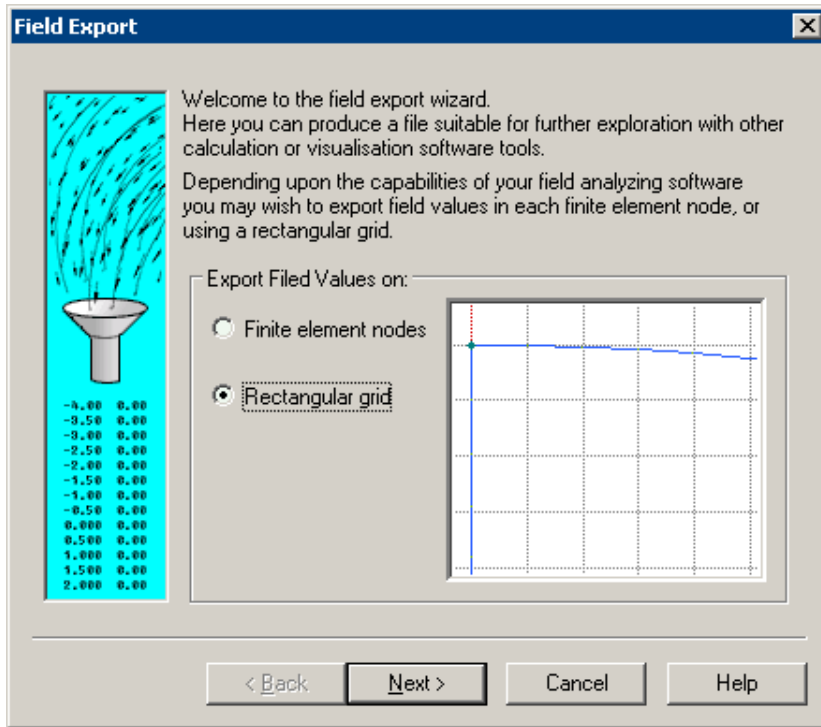 Field Export
Welcome to the field export wizard.
Here you can produce a file suitable for further exploration with other
calculation or visualisation software tools.
Depending upon the capabilities of your field analyzing software
you may wish to export field values in each finite element node, or
using a rectangular grid.
Export Filed Values on:
Finite element nodes
Rectangular grid
-4.00 0.00
-3.50 0.00
-3.00 0.00
-2.50 0.00
-2.00 0.00
-1.50 0.00
-1.00 0.00
-0.50 0.00
0.000 0.00
0.500 0.00
1.000 0.00
1.500 0.00
2.000 0.00
< Back
Next >
Cancel
Help